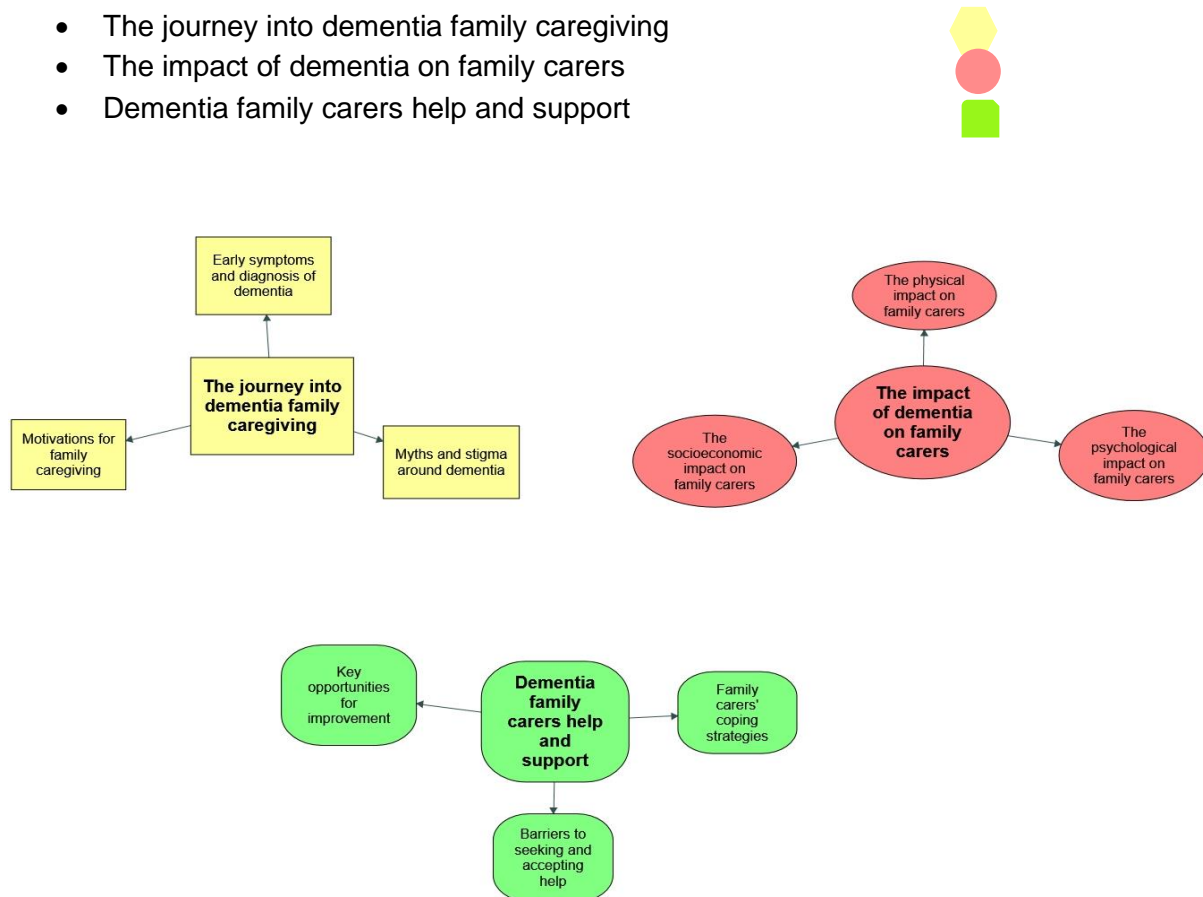 • The journey into dementia family caregiving
• The impact of dementia on family carers
• Dementia family carers help and support
Early symptoms
and diagnosis of
dementia
The journey into
dementia family
caregiving
Motivations for
family
caregiving
Myths and stigma
around dementia
The physical
impact on
family carers
The impact
of dementia
on family
carers
The
socioeconomic
impact on
family carers
The
psychological
impact on
family carers
Key
opportunities
for
improvement
Dementia
family
carers help
and
support
Family
carers'
coping
strategies
Barriers to
seeking and
accepting
help